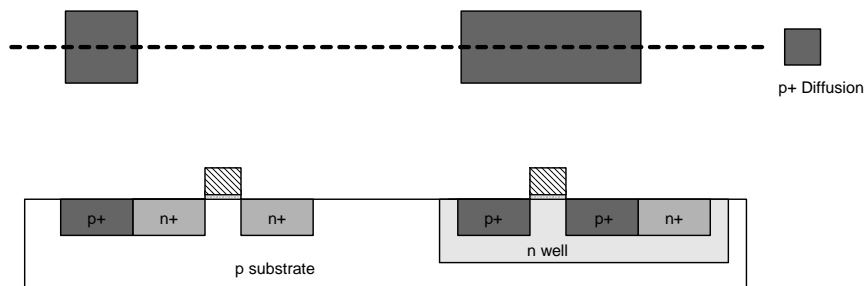 p+ Diffusion
p+
n+
n+
p+
p+
n+
n well
p substrate